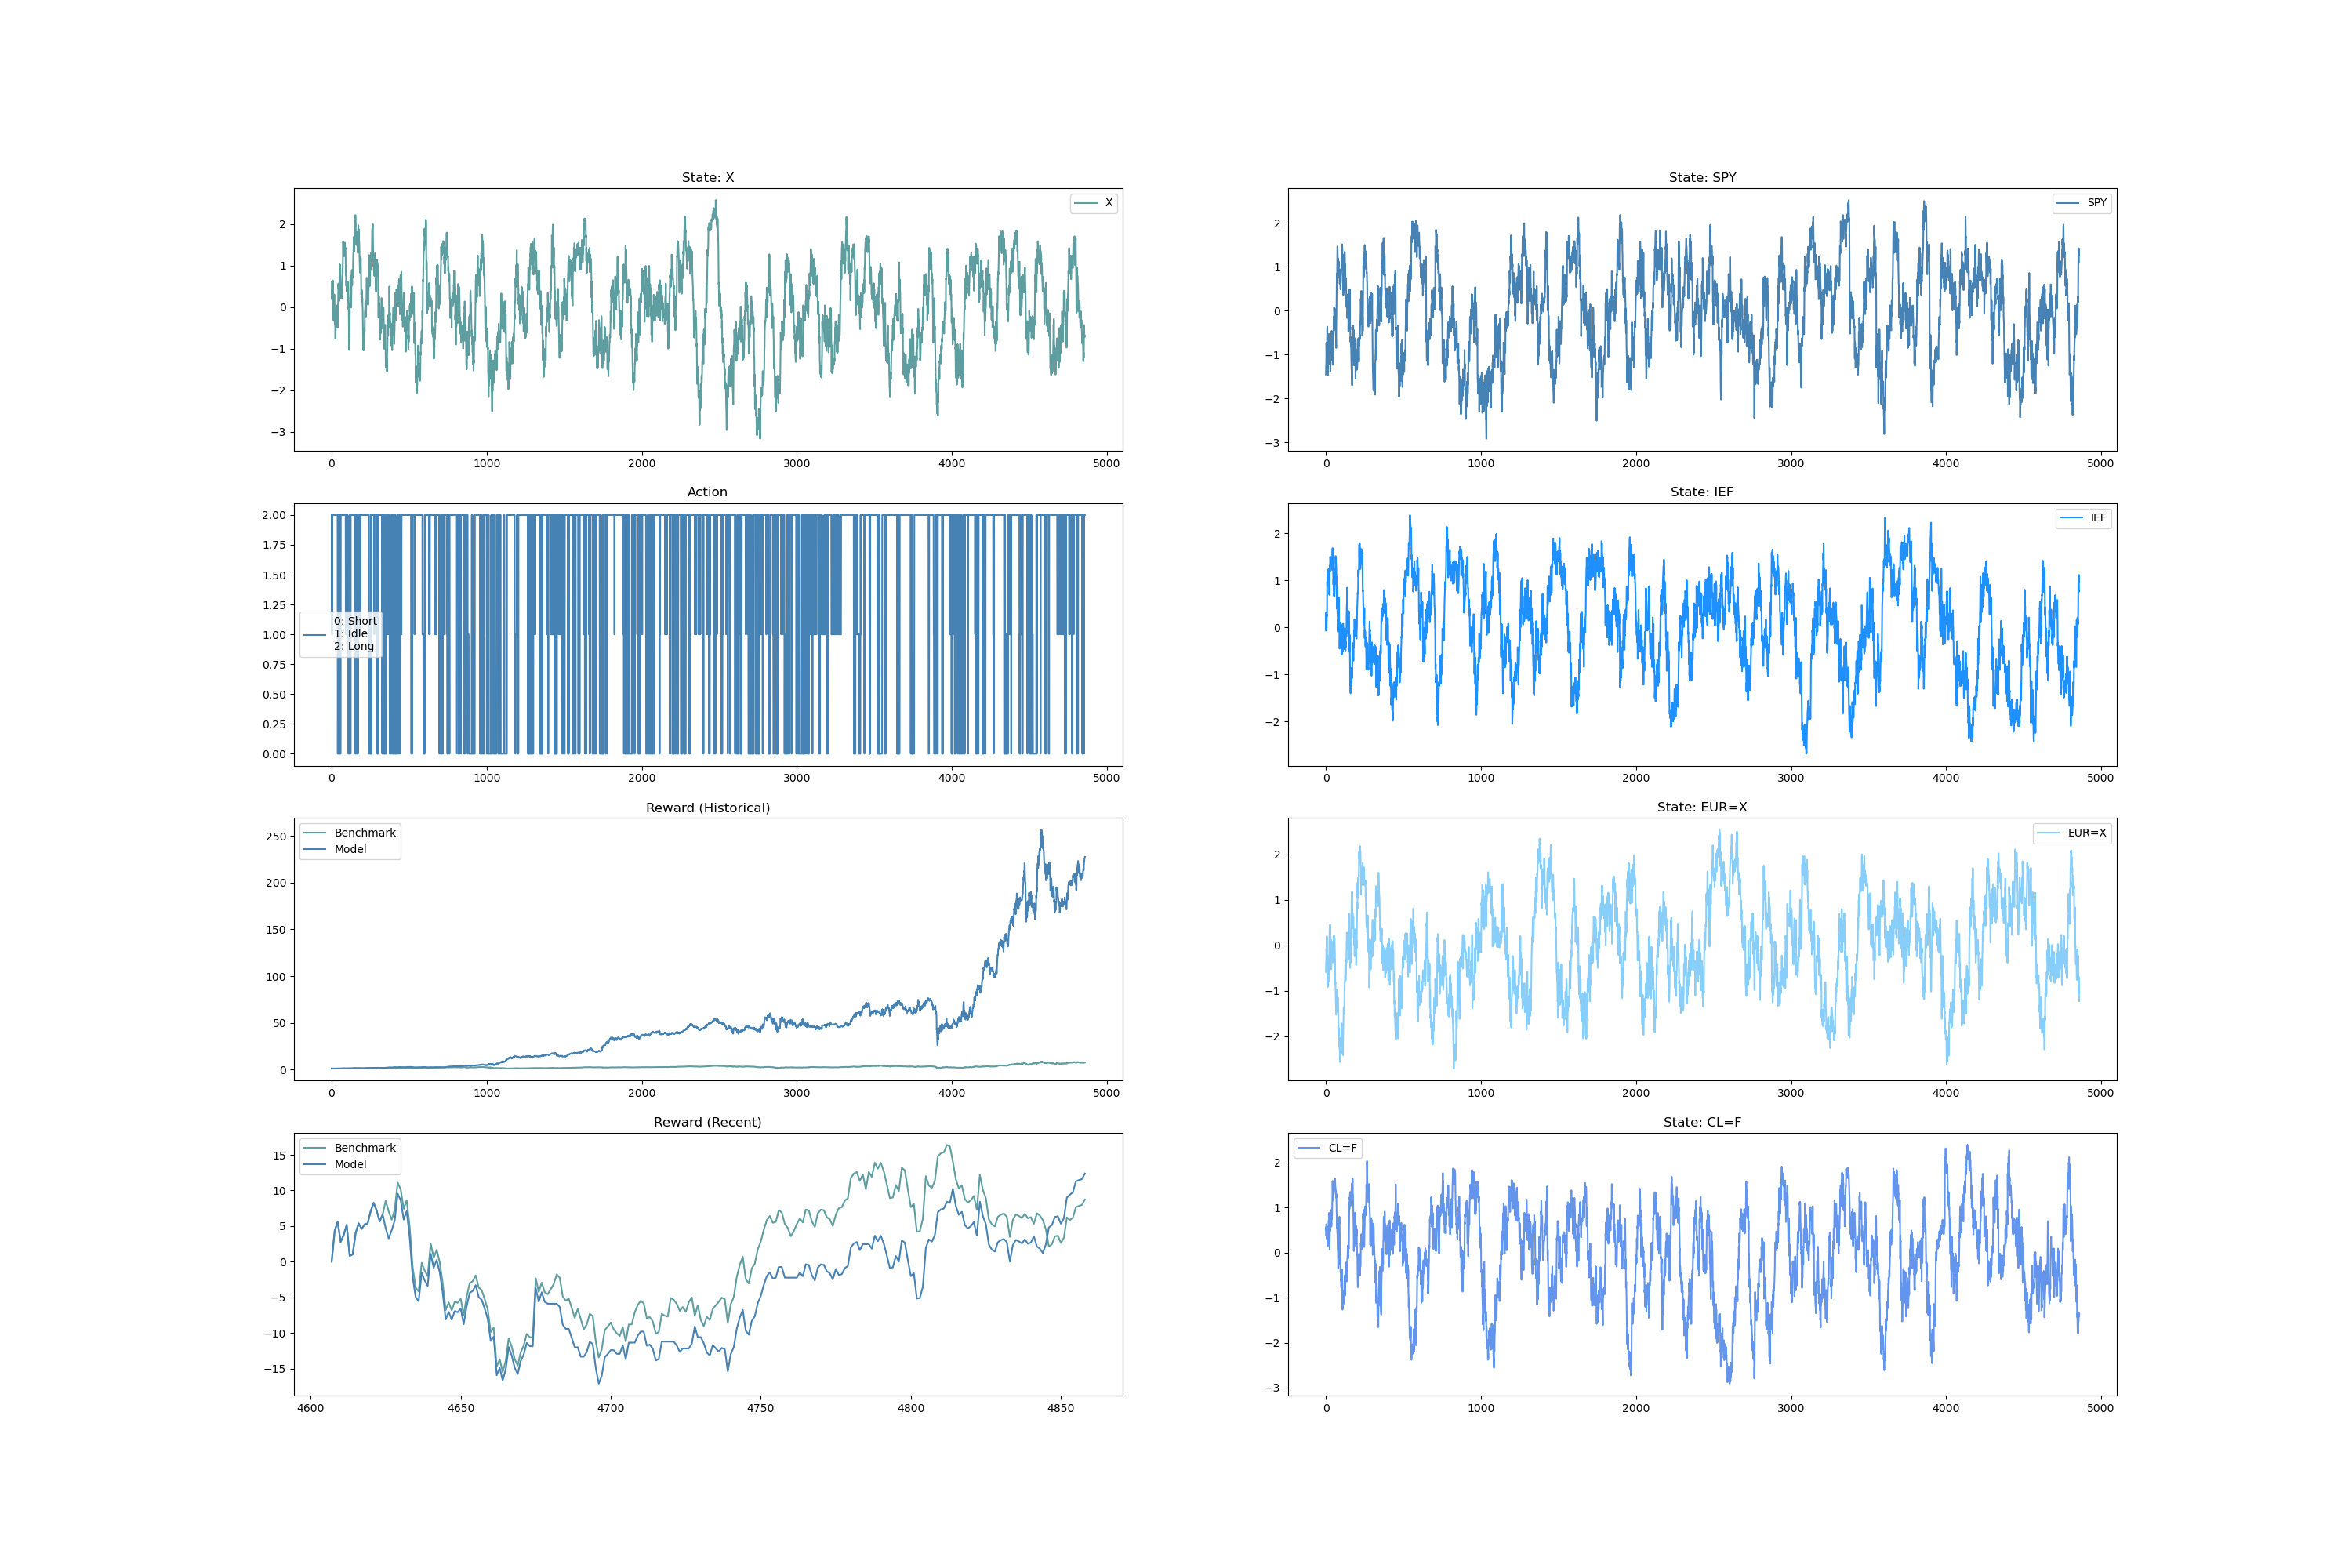 State: X
X
2
1
0
−1
−2
−3
0 1000 2000 3000 4000 5000
State: SPY
SPY
2
1
0
−1
−2
−3
0 1000 2000 3000 4000 5000
Action
2.00
1.75
1.50
1.25
1.00
0.75
0.50
0.25
0.00
0: Short
1: Idle
2: Long
0 1000 2000 3000 4000 5000
State: IEF
IEF
2
1
0
−1
−2
0 1000 2000 3000 4000 5000
Reward (Historical)
Benchmark
Model
250
200
150
100
50
0
0 1000 2000 3000 4000 5000
State: EUR=X
EUR=X
2
1
0
−1
−2
0 1000 2000 3000 4000 5000
Reward (Recent)
Benchmark
Model
15
10
5
0
−5
−10
−15
4600 4650 4700 4750 4800 4850
State: CL=F
CL=F
2
1
0
−1
−2
−3
0 1000 2000 3000 4000 5000